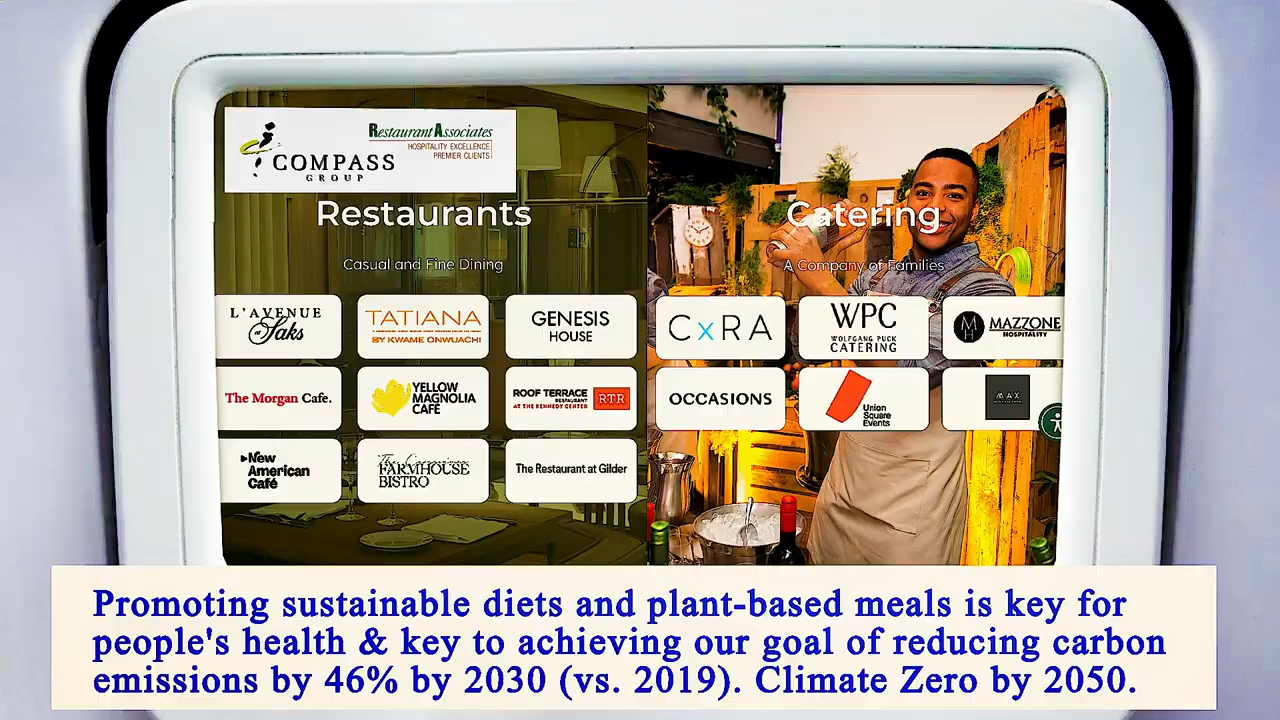 Restaurant Associates
HOSPITALITY EXCELLENCE
PREMIER CLIENTS
COMPASS
GROUP
Restaurants
Casual and Fine Dining
L'AVENUE
at
Saks
TATIANA
BY KWAME ONWUACHI
GENESIS
HOUSE
The Morgan Cafe.
YELLOW
MAGNOLIA
CAFÉ
ROOF TERRACE
RESTAURANT
AT THE KENNEDY CENTER
RTR
New
American
Café
FARMHOUSE
BISTRO
The Restaurant at Gilder
Catering
A Company of Families
CxRA
WPC
WOLFGANG PUCK
CATERING
M
H
MAZZONE
HOSPITALITY
OCCASIONS
Union
Square
Events
MAX
Promoting sustainable diets and plant-based meals is key for
people's health & key to achieving our goal of reducing carbon
emissions by 46% by 2030 (vs. 2019). Climate Zero by 2050.